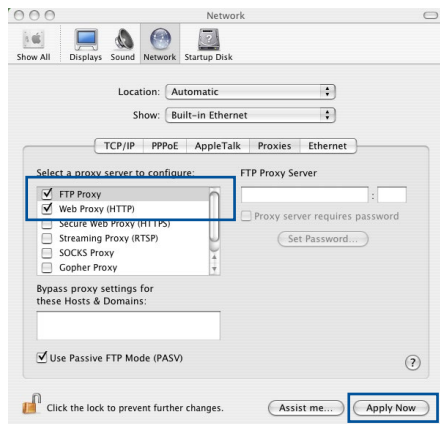 Network
Show All Displays Sound Network Startup Disk
Location: Automatic
Show: Built-in Ethernet
TCP/IP PPPoE AppleTalk Proxies Ethernet
Select a proxy server to configure: FTP Proxy Server
FTP Proxy :
Web Proxy (HTTP)
Proxy server requires password
Secure Web Proxy (HTTPS)
Streaming Proxy (RTSP) Set Password...
SOCKS Proxy
Gopher Proxy
Bypass proxy settings for
these Hosts & Domains:
Use Passive FTP Mode (PASV) ?
Click the lock to prevent further changes. Assist me... Apply Now